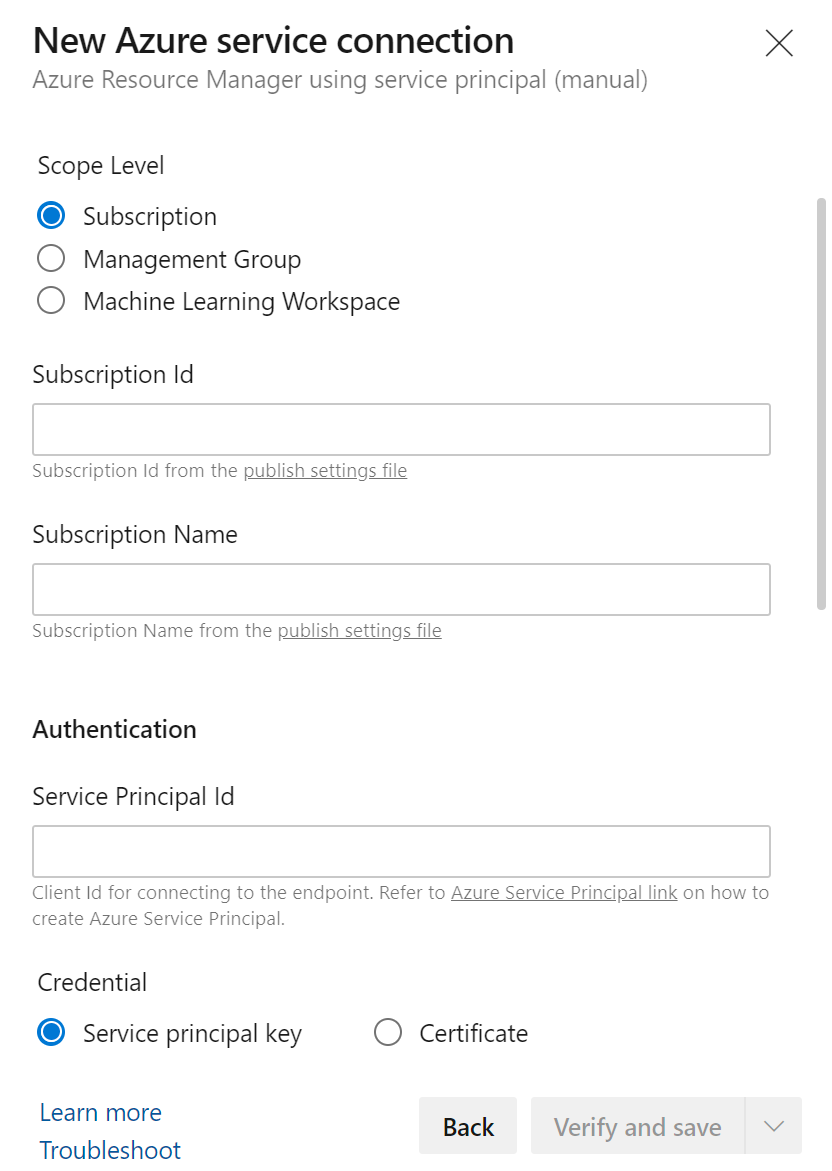 New Azure service connection
Azure Resource Manager using service principal (manual)
Scope Level
Subscription
Management Group
Machine Learning Workspace
Subscription Id
Subscription Id from the publish settings file
Subscription Name
Subscription Name from the publish settings file
Authentication
Service Principal Id
Client Id for connecting to the endpoint. Refer to Azure Service Principal link on how to
create Azure Service Principal.
Credential
Service principal key Certificate
Learn more
Back Verify and save
Troubleshoot